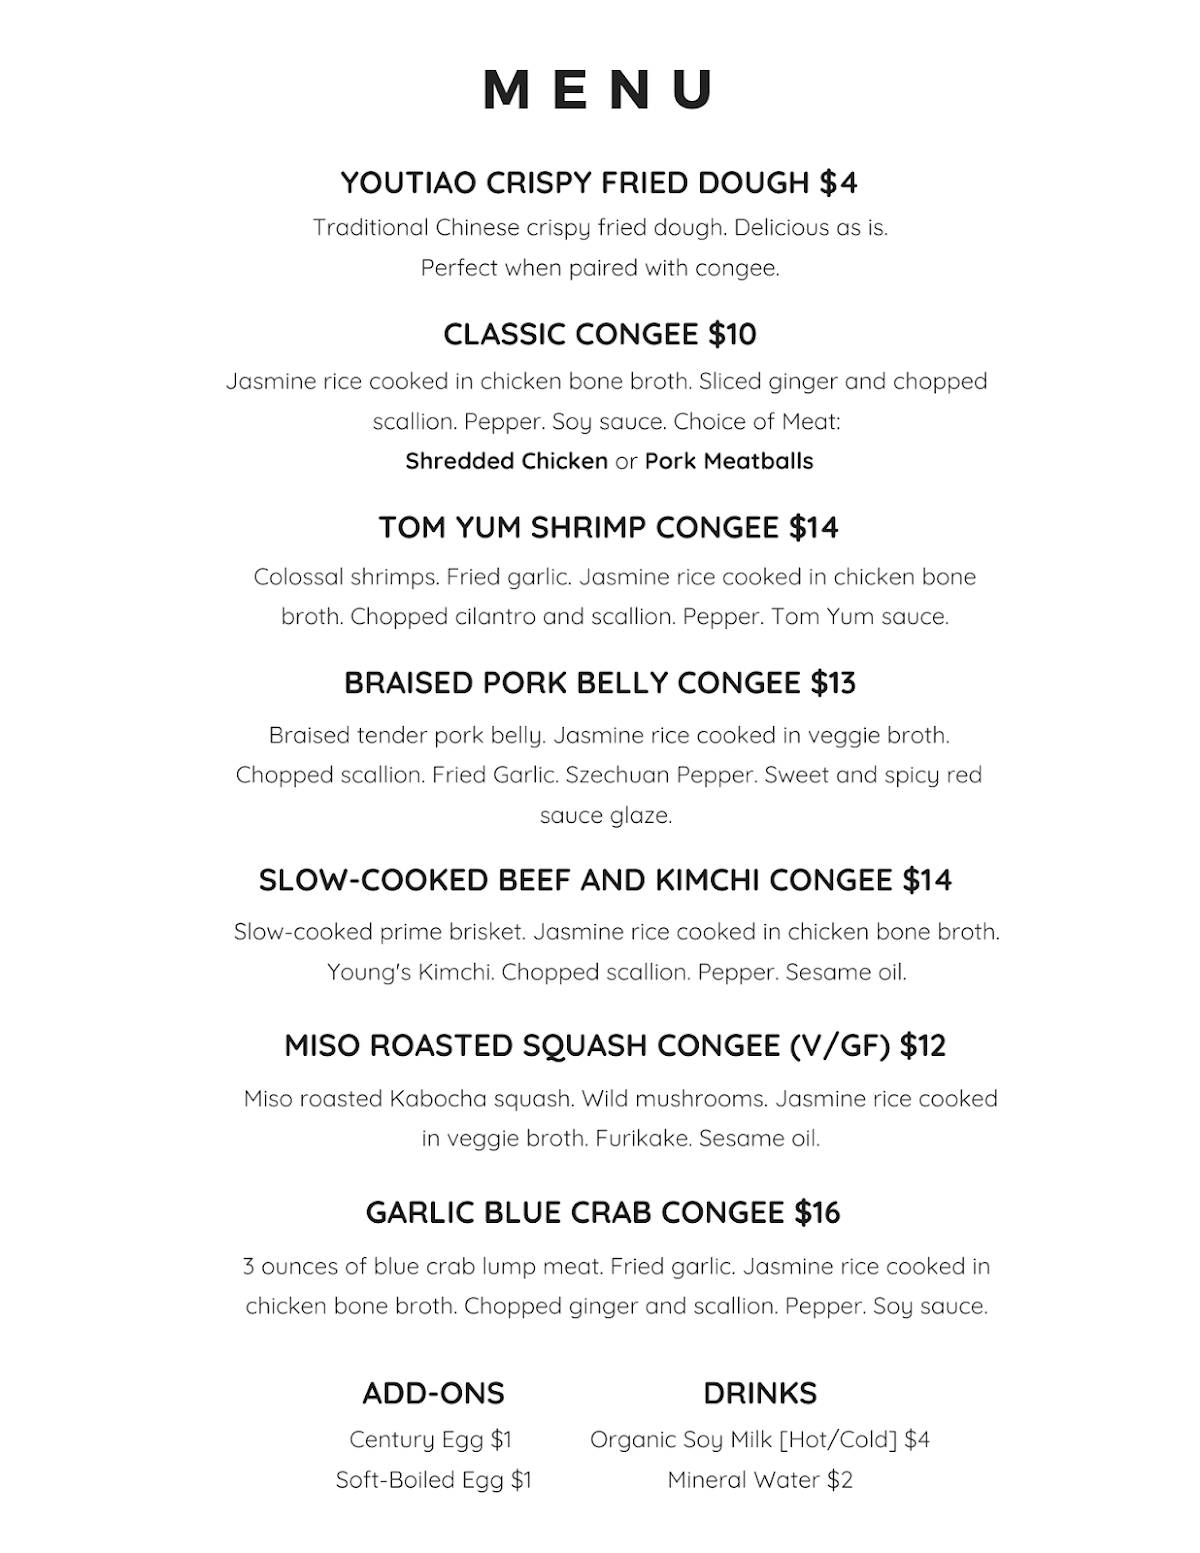 MENU
YOUTIAO CRISPY FRIED DOUGH $4
Traditional Chinese crispy fried dough. Delicious as is.
Perfect when paired with congee.
CLASSIC CONGEE $10
Jasmine rice cooked in chicken bone broth. Sliced ginger and chopped
scallion. Pepper. Soy sauce. Choice of Meat:
Shredded Chicken or Pork Meatballs
TOM YUM SHRIMP CONGEE $14
Colossal shrimps. Fried garlic. Jasmine rice cooked in chicken bone
broth. Chopped cilantro and scallion. Pepper. Tom Yum sauce.
BRAISED PORK BELLY CONGEE $13
Braised tender pork belly. Jasmine rice cooked in veggie broth.
Chopped scallion. Fried Garlic. Szechuan Pepper. Sweet and spicy red
sauce glaze.
SLOW-COOKED BEEF AND KIMCHI CONGEE $14
Slow-cooked prime brisket. Jasmine rice cooked in chicken bone broth.
Young's Kimchi. Chopped scallion. Pepper. Sesame oil.
MISO ROASTED SQUASH CONGEE (V/GF) $12
Miso roasted Kabocha squash. Wild mushrooms. Jasmine rice cooked
in veggie broth. Furikake. Sesame oil.
GARLIC BLUE CRAB CONGEE $16
3 ounces of blue crab lump meat. Fried garlic. Jasmine rice cooked in
chicken bone broth. Chopped ginger and scallion. Pepper. Soy sauce.
ADD-ONS
Century Egg $1
Soft-Boiled Egg $1
DRINKS
Organic Soy Milk [Hot/Cold] $4
Mineral Water $2